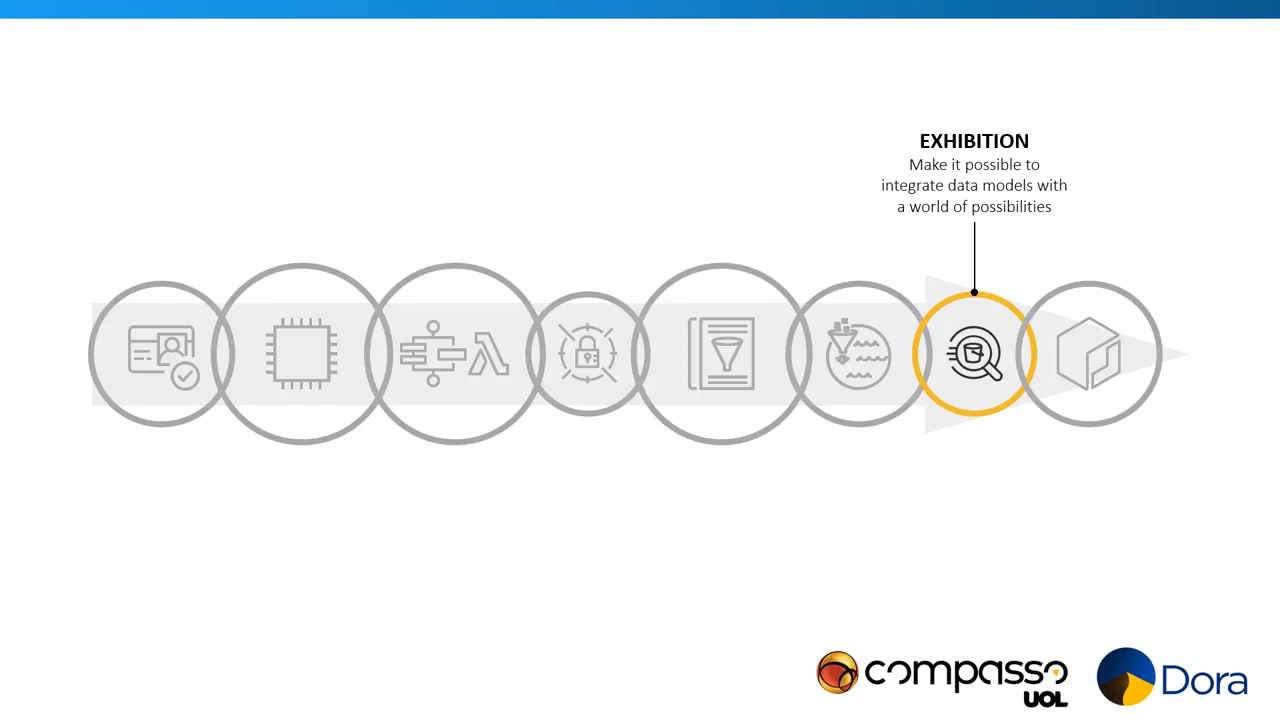 EXHIBITION
Make it possible to
integrate data models with
a world of possibilities
compasso
UOL
Dora